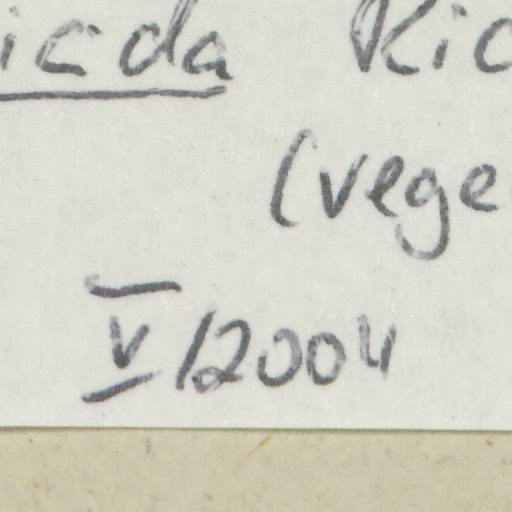 icda Ric
(vege
V/2004